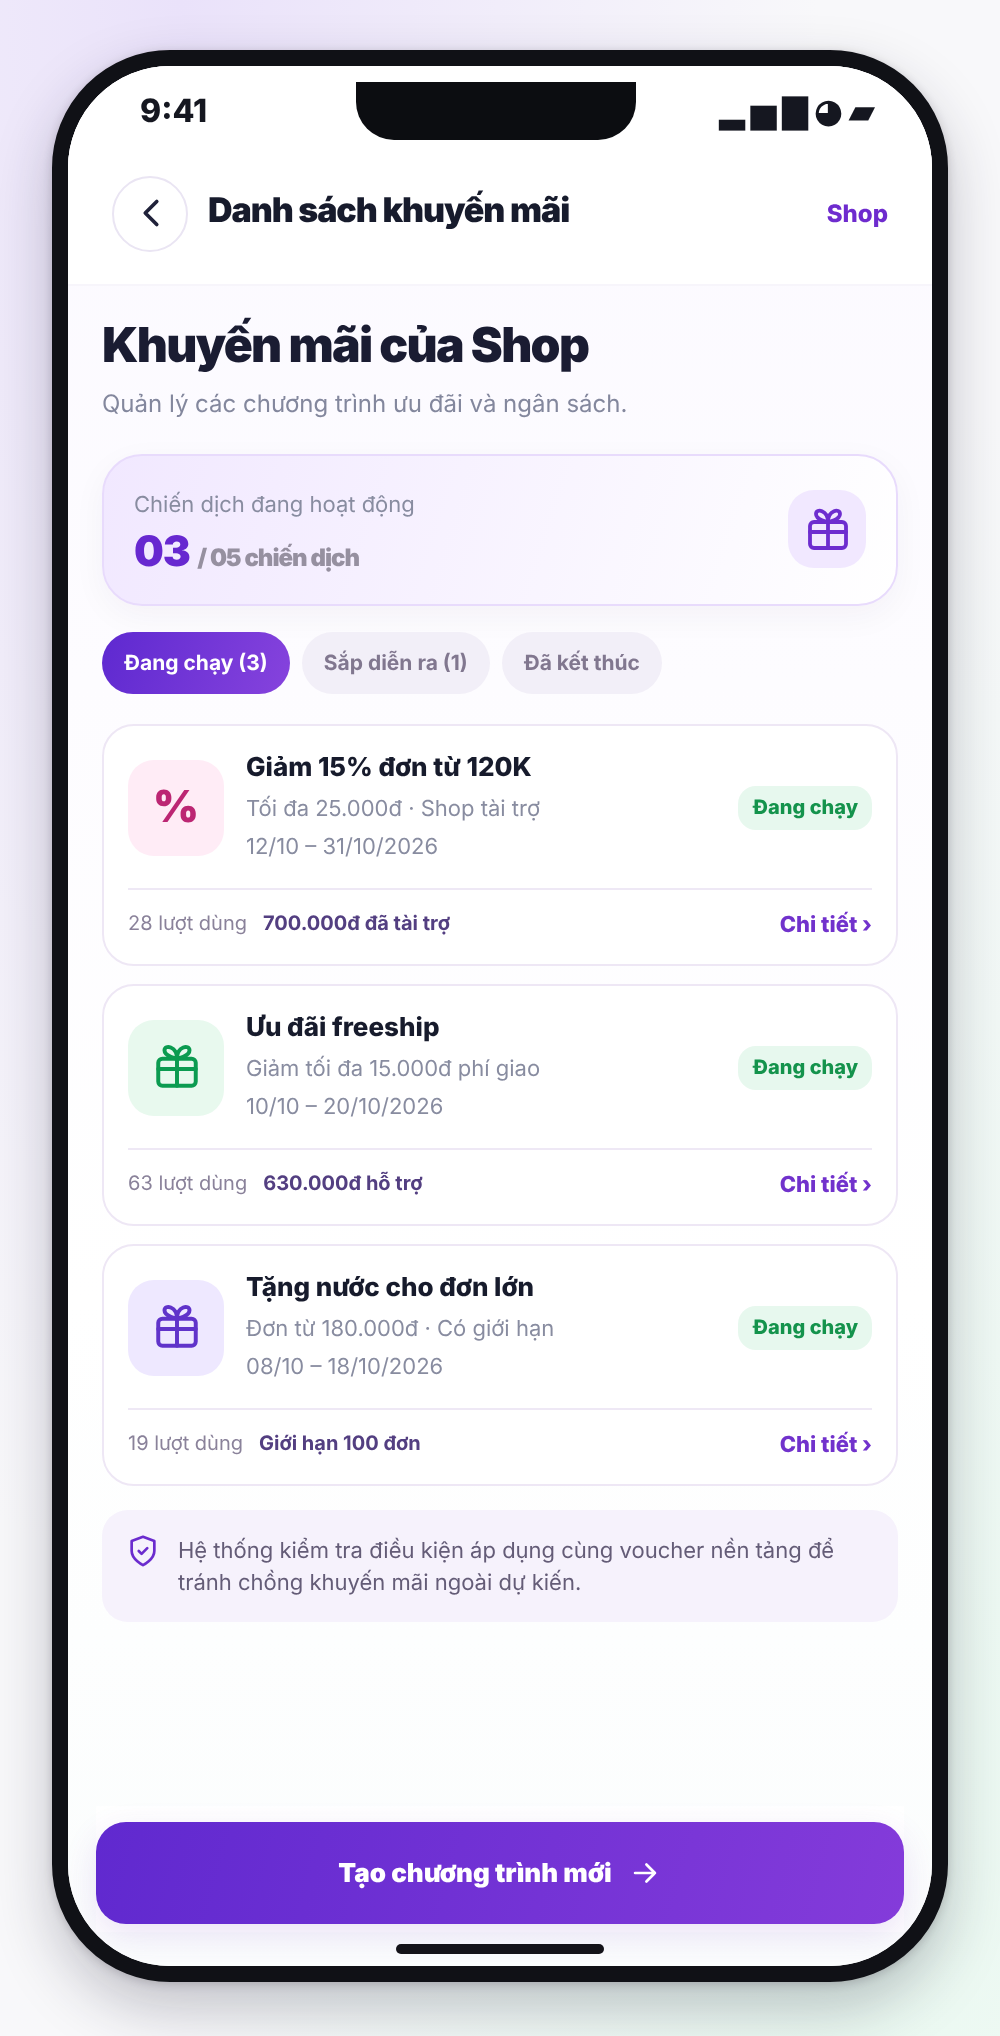 9:41
Danh sách khuyến mãi
Shop
Khuyến mãi của Shop
Quản lý các chương trình ưu đãi và ngân sách.
Chiến dịch đang hoạt động
03 / 05 chiến dịch
Đang chạy (3)
Sắp diễn ra (1)
Đã kết thúc
%
Giảm 15% đơn từ 120K
Tối đa 25.000đ · Shop tài trợ
12/10 – 31/10/2026
Đang chạy
28 lượt dùng 700.000đ đã tài trợ
Chi tiết ›
Ưu đãi freeship
Giảm tối đa 15.000đ phí giao
10/10 – 20/10/2026
Đang chạy
63 lượt dùng 630.000đ hỗ trợ
Chi tiết ›
Tặng nước cho đơn lớn
Đơn từ 180.000đ · Có giới hạn
08/10 – 18/10/2026
Đang chạy
19 lượt dùng Giới hạn 100 đơn
Chi tiết ›
Hệ thống kiểm tra điều kiện áp dụng cùng voucher nền tảng để
tránh chồng khuyến mãi ngoài dự kiến.
Tạo chương trình mới →